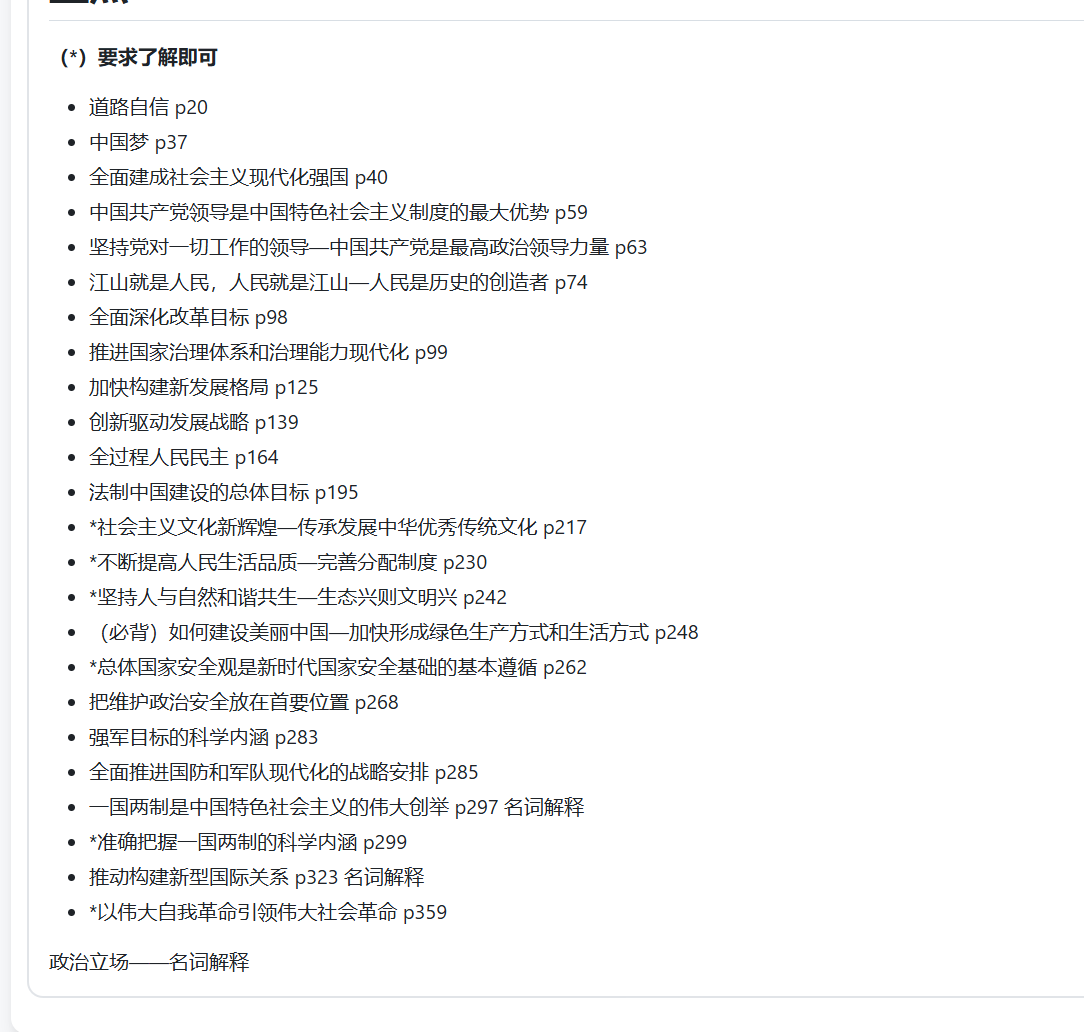 （*）要求了解即可
道路自信 p20
中国梦 p37
全面建成社会主义现代化强国 p40
中国共产党领导是中国特色社会主义制度的最大优势 p59
坚持党对一切工作的领导—中国共产党是最高政治领导力量 p63
江山就是人民，人民就是江山—人民是历史的创造者 p74
全面深化改革目标 p98
推进国家治理体系和治理能力现代化 p99
加快构建新发展格局 p125
创新驱动发展战略 p139
全过程人民民主 p164
法制中国建设的总体目标 p195
*社会主义文化新辉煌—传承发展中华优秀传统文化 p217
*不断提高人民生活品质—完善分配制度 p230
*坚持人与自然和谐共生—生态兴则文明兴 p242
（必背）如何建设美丽中国—加快形成绿色生产方式和生活方式 p248
*总体国家安全观是新时代国家安全基础的基本遵循 p262
把维护政治安全放在首要位置 p268
强军目标的科学内涵 p283
全面推进国防和军队现代化的战略安排 p285
一国两制是中国特色社会主义的伟大创举 p297 名词解释
*准确把握一国两制的科学内涵 p299
推动构建新型国际关系 p323 名词解释
*以伟大自我革命引领伟大社会革命 p359
政治立场——名词解释